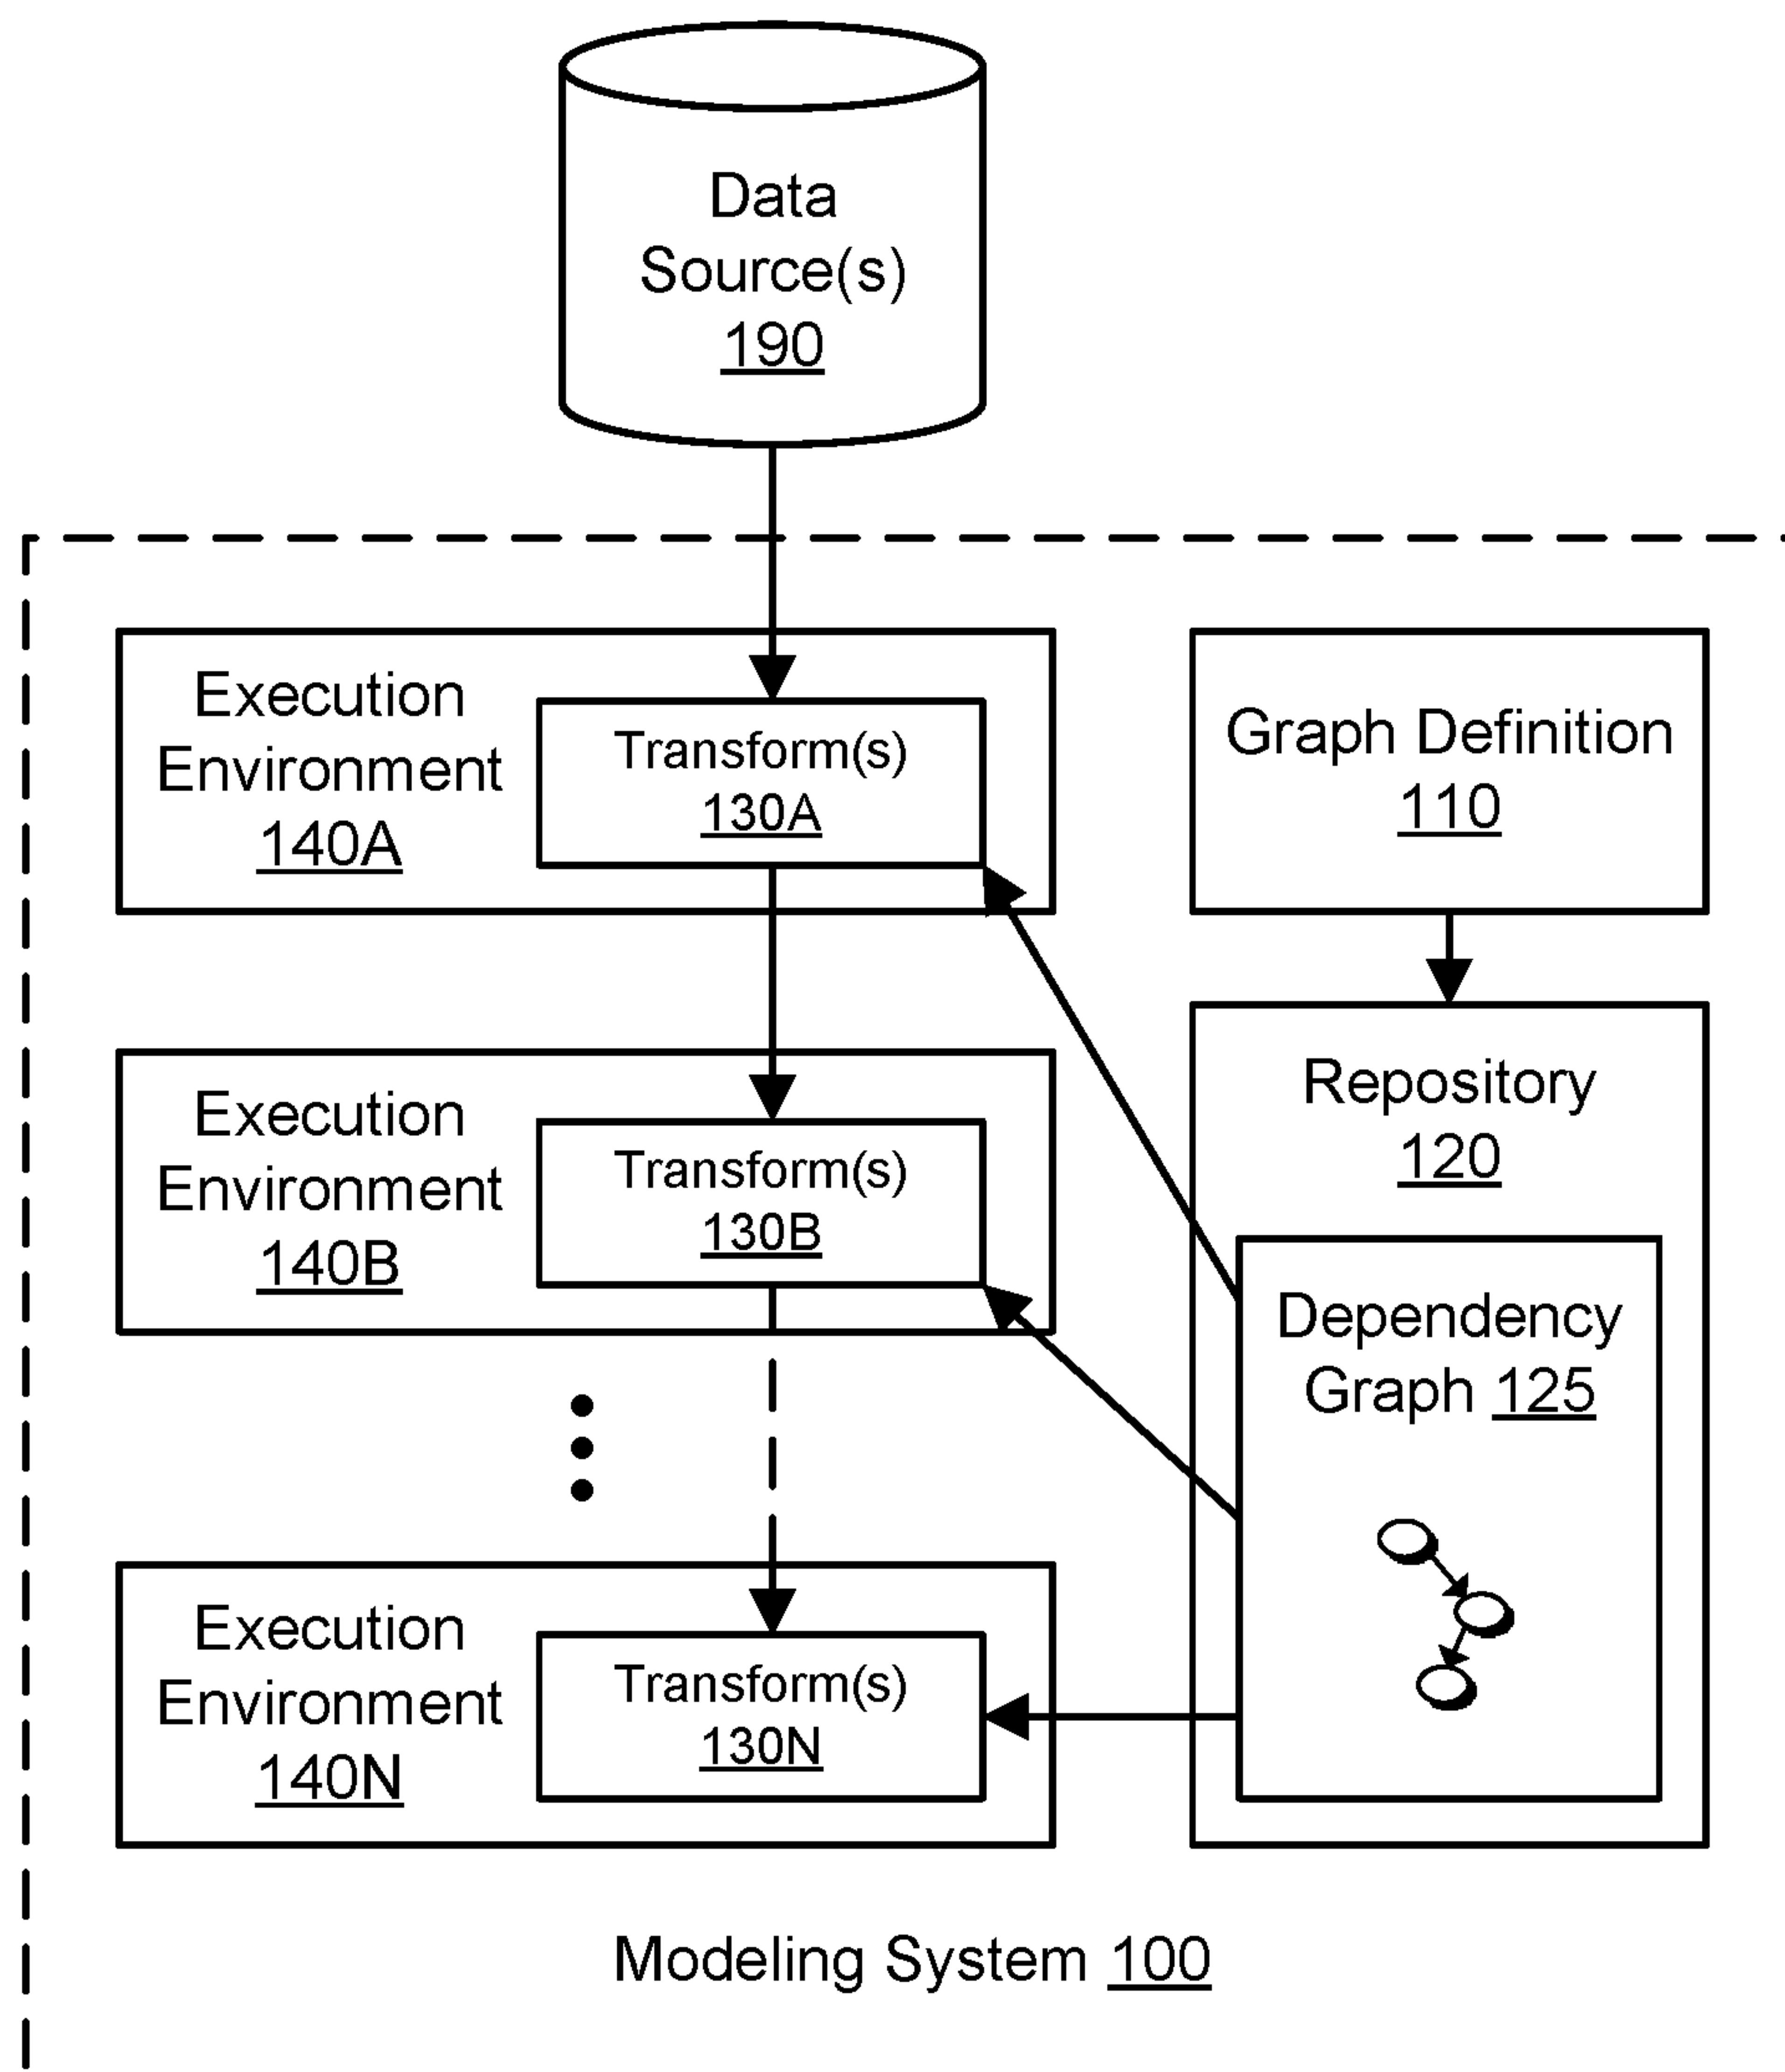 Data
Source(s)
190
Execution
Environment
140A
Transform(s)
130A
Graph Definition
110
Execution
Environment
140B
Transform(s)
130B
Repository
120
Dependency
Graph 125
Execution
Environment
140N
Transform(s)
130N
Modeling System 100